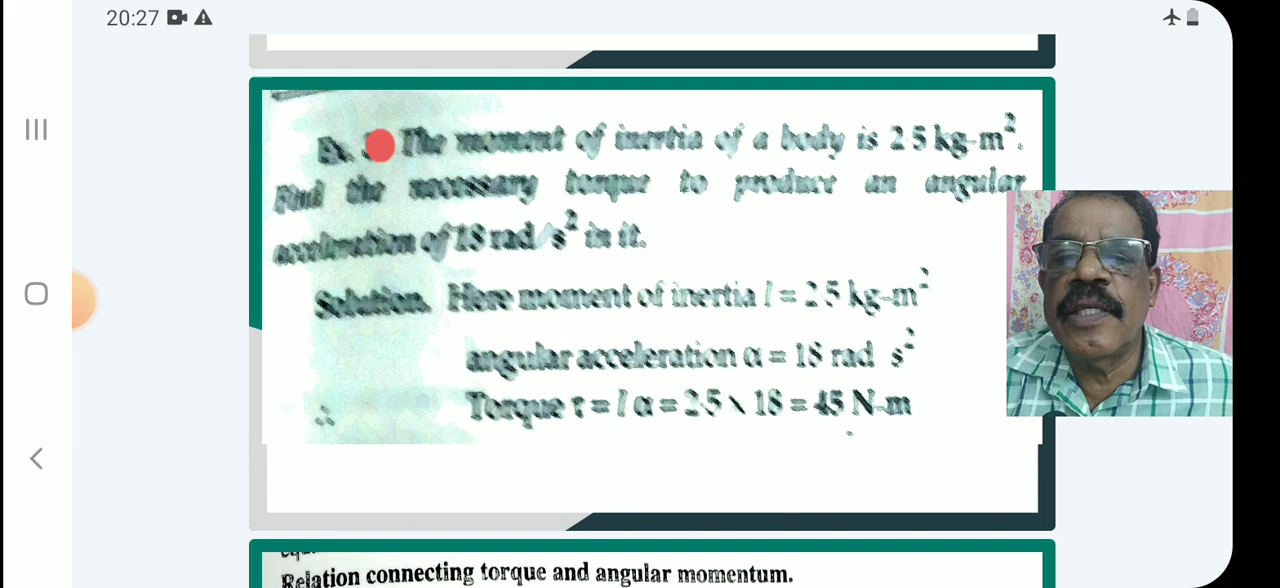 20:27
Ex. The moment of inertia of a body is 2 5 kg-m².
Find the necessary torque to produce an angular
accelreation of 18 rad/s² in it.
Solution. Here moment of inertia I = 2 5 kg-m²
angular acceleration α = 18 rad s²
∴ Torque τ = I α = 2·5 × 18 = 45 N-m
Relation connecting torque and angular momentum.